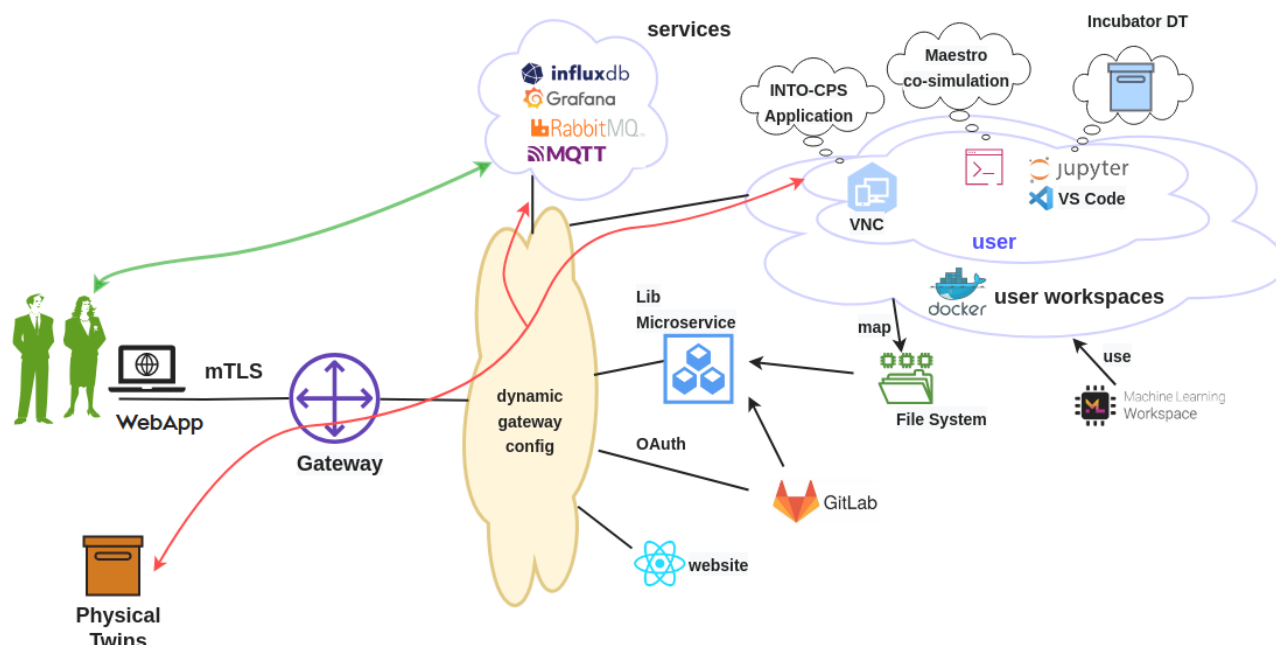 services
influxdb
Grafana
RabbitMQ
MQTT
INTO-CPS
Application
Maestro
co-simulation
Incubator DT
VNC
jupyter
VS Code
user
docker
user workspaces
map
use
File System
Machine Learning
Workspace
ML
Lib
Microservice
mTLS
WebApp
Gateway
dynamic
gateway
config
OAuth
GitLab
website
Physical
Twins